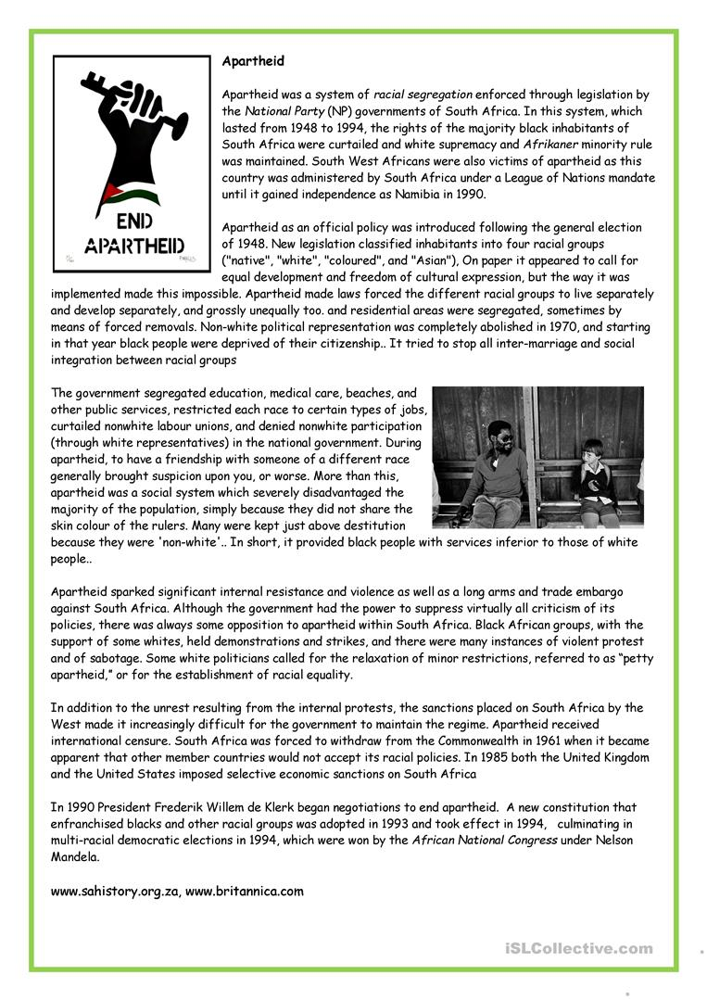 Apartheid
END
APARTHEID
Apartheid was a system of racial segregation enforced through legislation by
the National Party (NP) governments of South Africa. In this system, which
lasted from 1948 to 1994, the rights of the majority black inhabitants of
South Africa were curtailed and white supremacy and Afrikaner minority rule
was maintained. South West Africans were also victims of apartheid as this
country was administered by South Africa under a League of Nations mandate
until it gained independence as Namibia in 1990.
Apartheid as an official policy was introduced following the general election
of 1948. New legislation classified inhabitants into four racial groups
("native", "white", "coloured", and "Asian"), On paper it appeared to call for
equal development and freedom of cultural expression, but the way it was
implemented made this impossible. Apartheid made laws forced the different racial groups to live separately
and develop separately, and grossly unequally too. and residential areas were segregated, sometimes by
means of forced removals. Non-white political representation was completely abolished in 1970, and starting
in that year black people were deprived of their citizenship.. It tried to stop all inter-marriage and social
integration between racial groups
The government segregated education, medical care, beaches, and
other public services, restricted each race to certain types of jobs,
curtailed nonwhite labour unions, and denied nonwhite participation
(through white representatives) in the national government. During
apartheid, to have a friendship with someone of a different race
generally brought suspicion upon you, or worse. More than this,
apartheid was a social system which severely disadvantaged the
majority of the population, simply because they did not share the
skin colour of the rulers. Many were kept just above destitution
because they were 'non-white'.. In short, it provided black people with services inferior to those of white
people..
Apartheid sparked significant internal resistance and violence as well as a long arms and trade embargo
against South Africa. Although the government had the power to suppress virtually all criticism of its
policies, there was always some opposition to apartheid within South Africa. Black African groups, with the
support of some whites, held demonstrations and strikes, and there were many instances of violent protest
and of sabotage. Some white politicians called for the relaxation of minor restrictions, referred to as “petty
apartheid,” or for the establishment of racial equality.
In addition to the unrest resulting from the internal protests, the sanctions placed on South Africa by the
West made it increasingly difficult for the government to maintain the regime. Apartheid received
international censure. South Africa was forced to withdraw from the Commonwealth in 1961 when it became
apparent that other member countries would not accept its racial policies. In 1985 both the United Kingdom
and the United States imposed selective economic sanctions on South Africa
In 1990 President Frederik Willem de Klerk began negotiations to end apartheid. A new constitution that
enfranchised blacks and other racial groups was adopted in 1993 and took effect in 1994, culminating in
multi-racial democratic elections in 1994, which were won by the African National Congress under Nelson
Mandela.
www.sahistory.org.za, www.britannica.com
iSLCollective.com